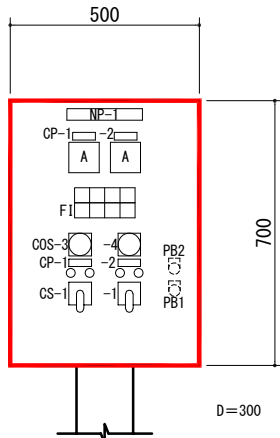 500
NP-1
CP-1 -2
A A
FI
COS-3 -4
PB2
CP-1 -2
CS-1 -1
PB1
700
D=300